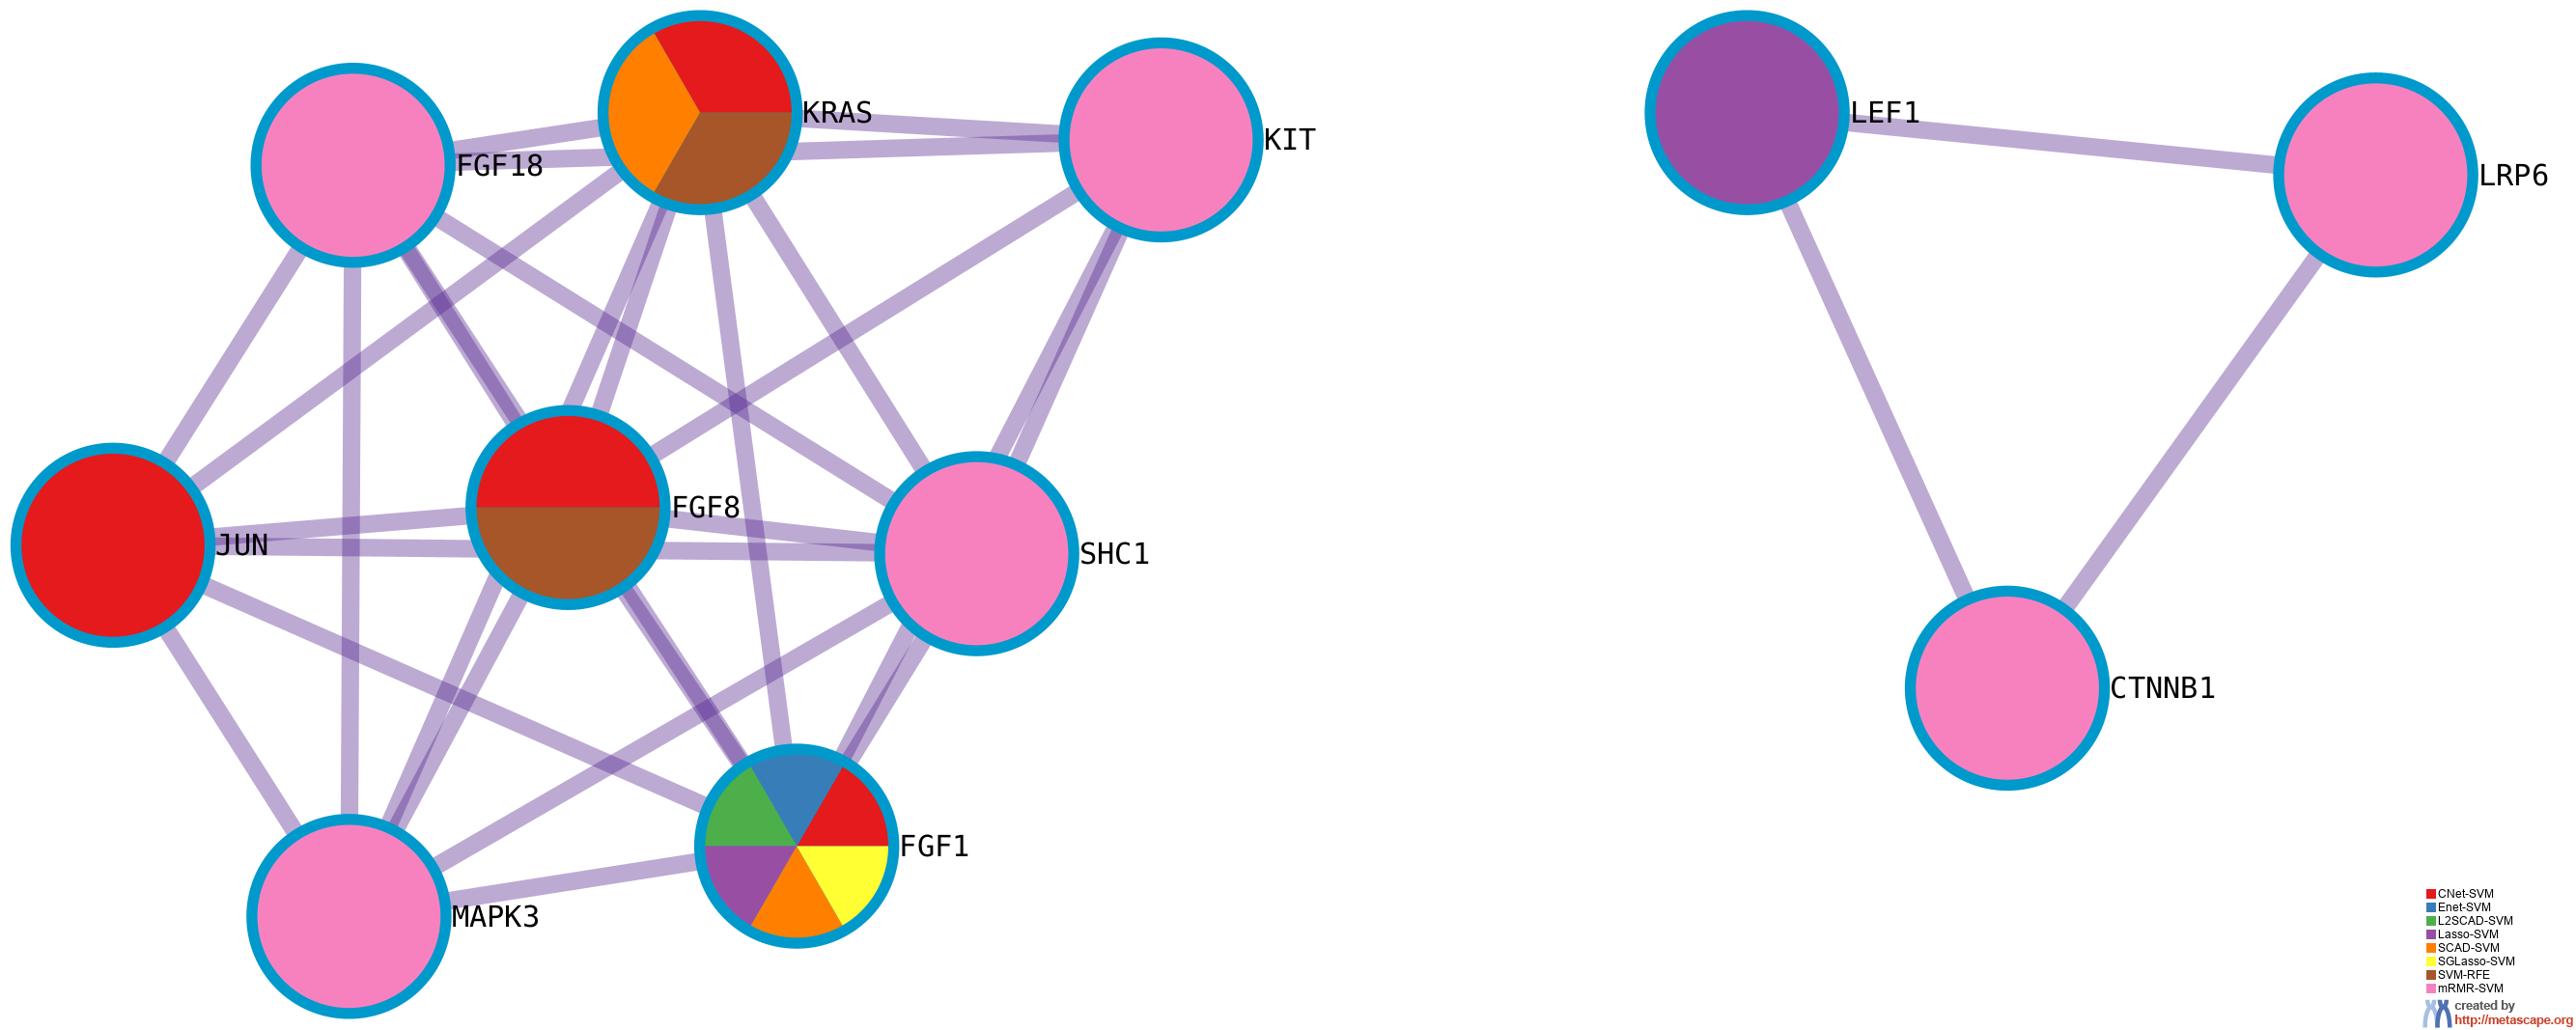 KRAS
KIT
FGF18
LEF1
LRP6
FGF8
JUN
SHC1
CTNNB1
FGF1
MAPK3
CNet-SVM
Enet-SVM
L2SCAD-SVM
Lasso-SVM
SCAD-SVM
SGLasso-SVM
SVM-RFE
mRMR-SVM
created by
http://metascape.org